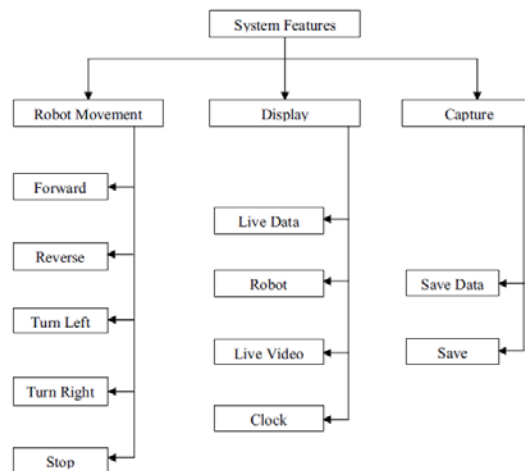 System Features
Robot Movement
Display
Capture
Forward
Reverse
Turn Left
Turn Right
Stop
Live Data
Robot
Live Video
Clock
Save Data
Save